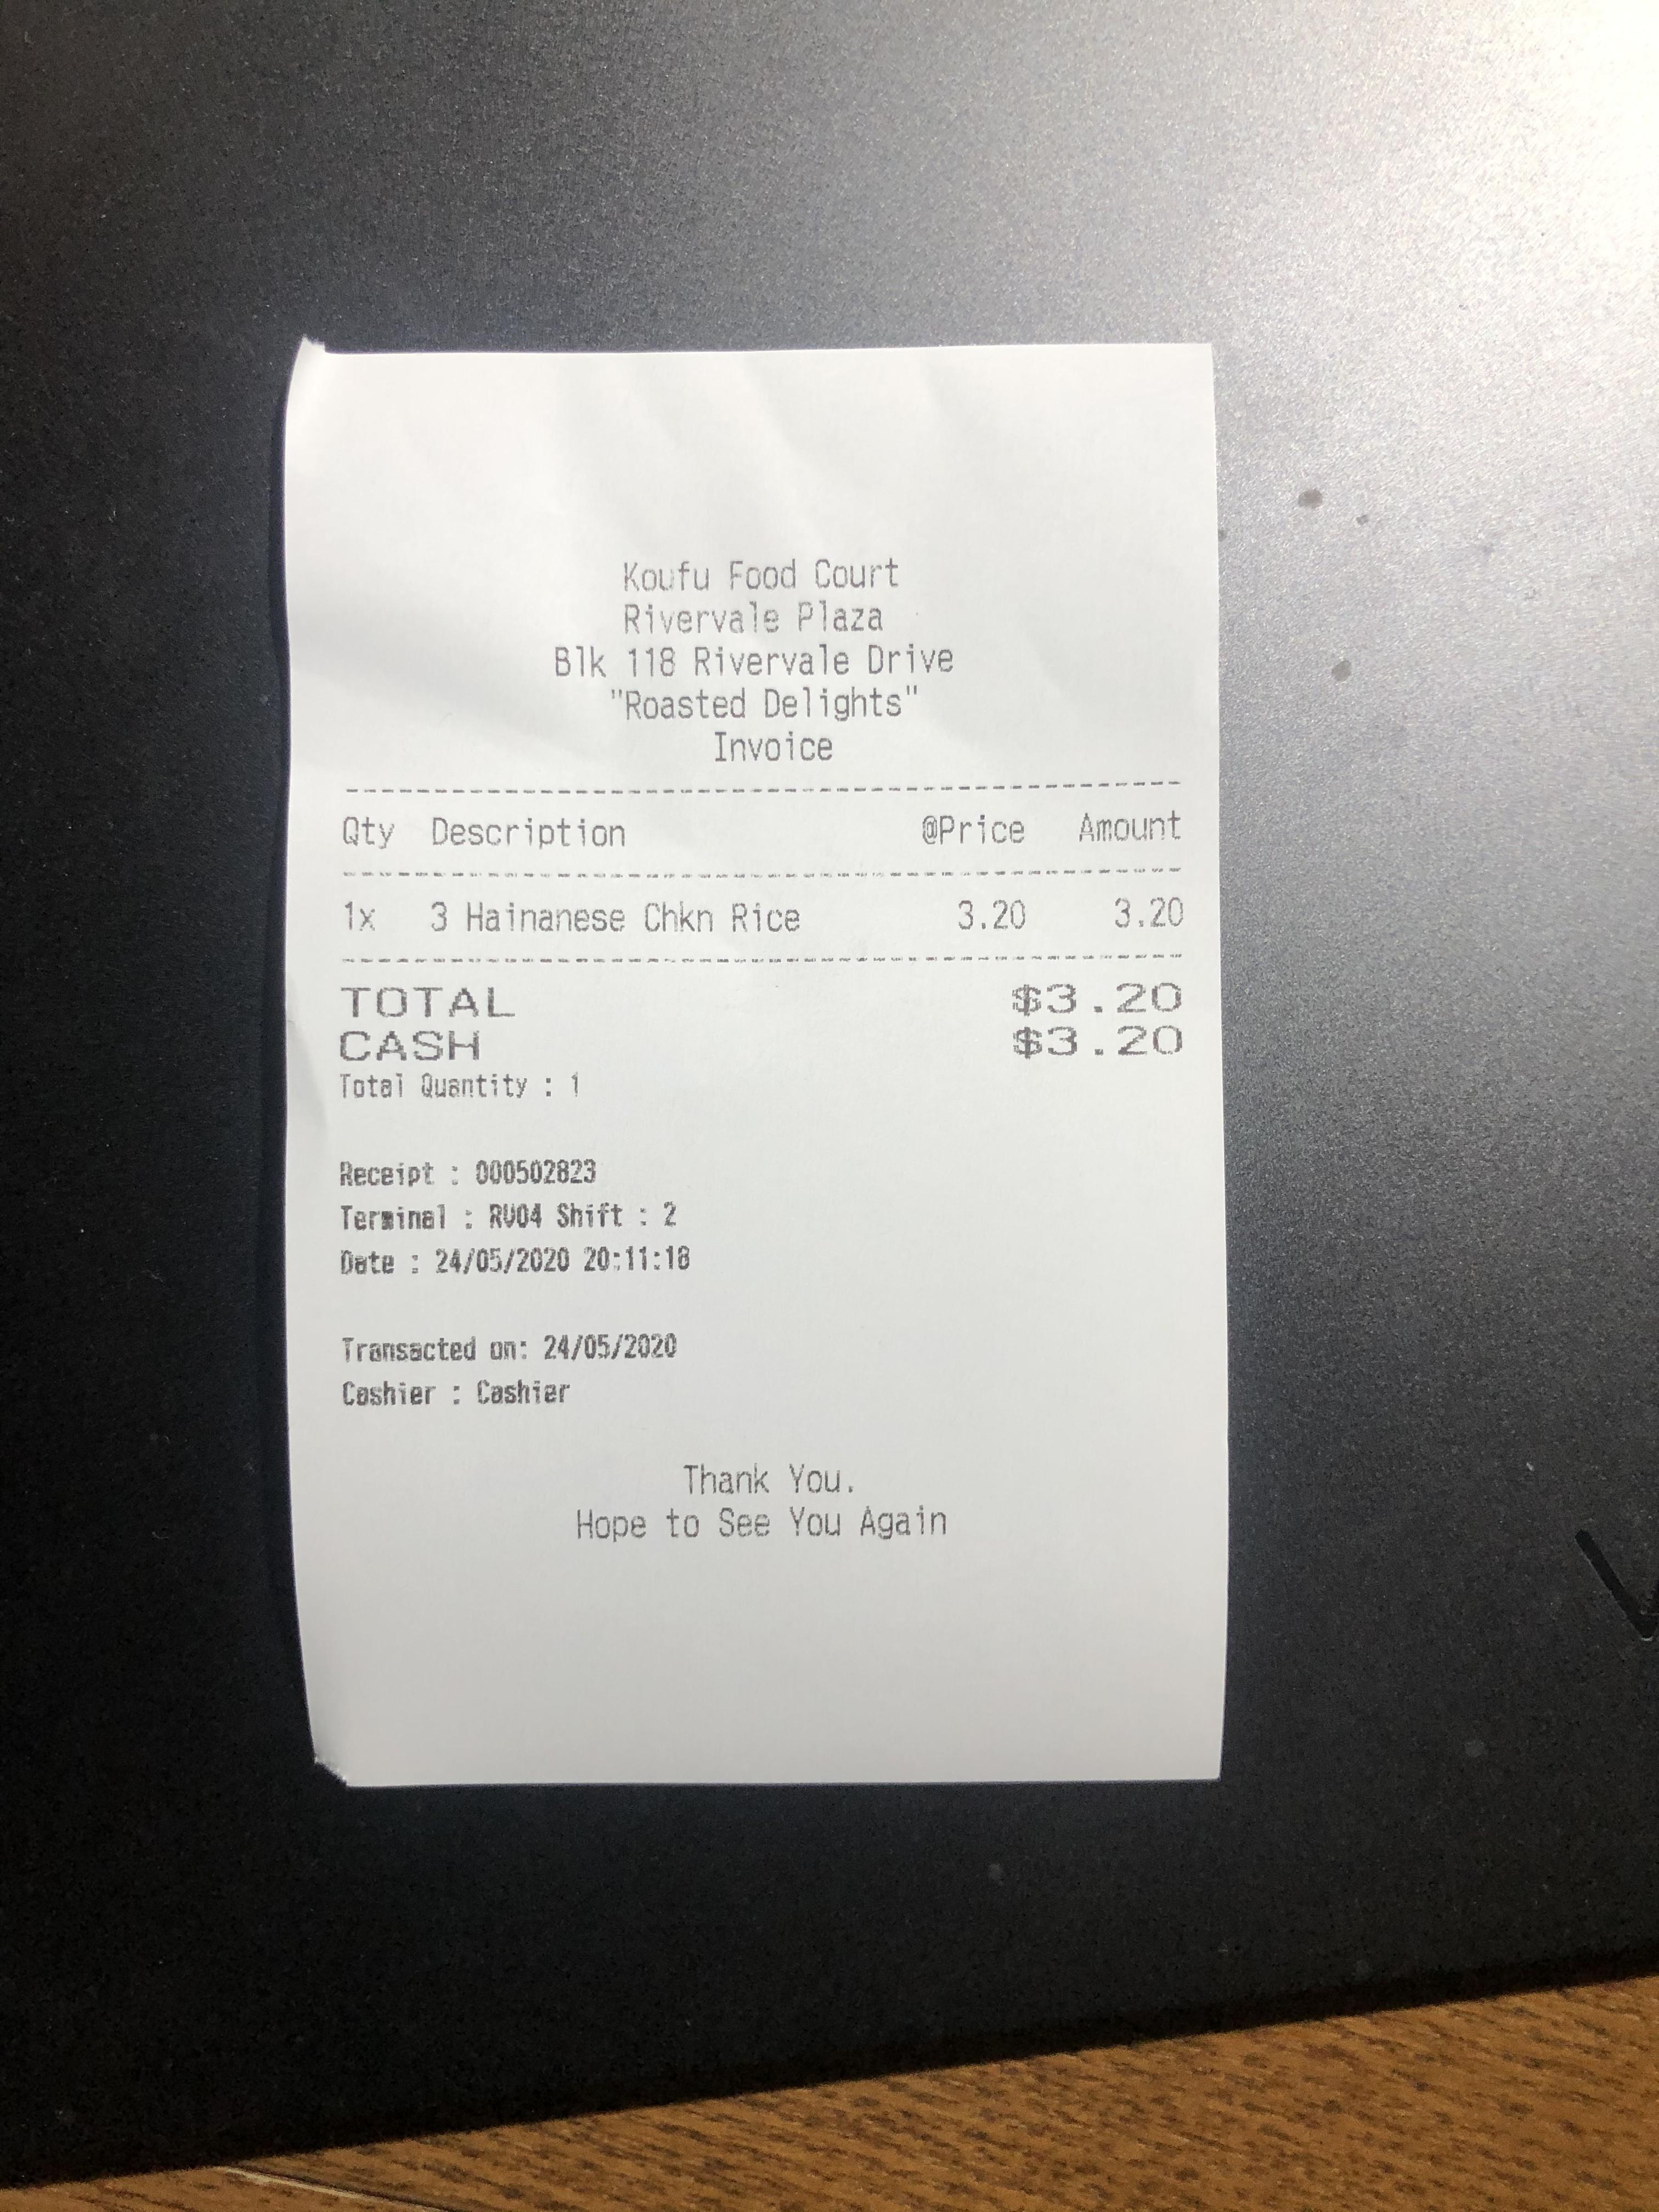 Koufu Food Court
Rivervale Plaza
Blk 118 Rivervale Drive
"Roasted Delights"
Invoice
Qty Description @Price Amount
1x 3 Hainanese Chkn Rice 3.20 3.20
TOTAL $3.20
CASH $3.20
Total Quantity : 1
Receipt : 000502823
Terminal : RV04 Shift : 2
Date : 24/05/2020 20:11:18
Transacted on: 24/05/2020
Cashier : Cashier
Thank You.
Hope to See You Again